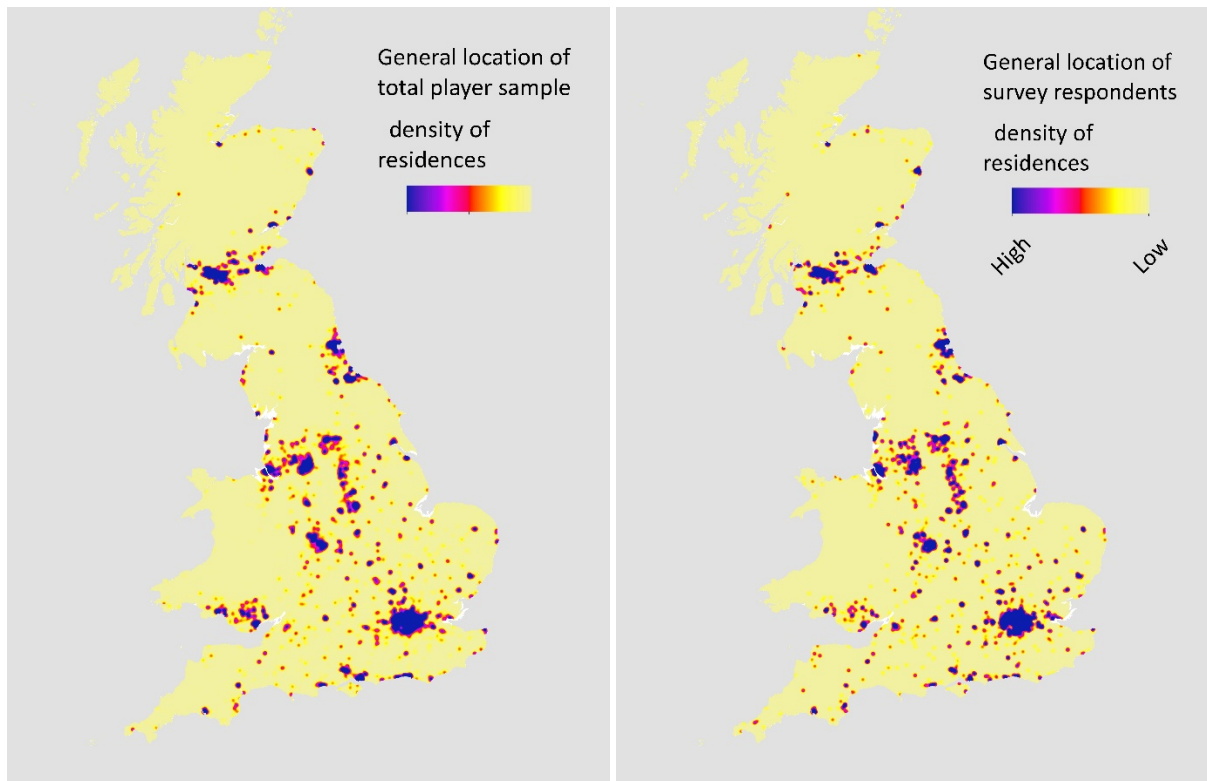 General location of
total player sample
density of
residences
General location of
survey respondents
density of
residences
High
Low